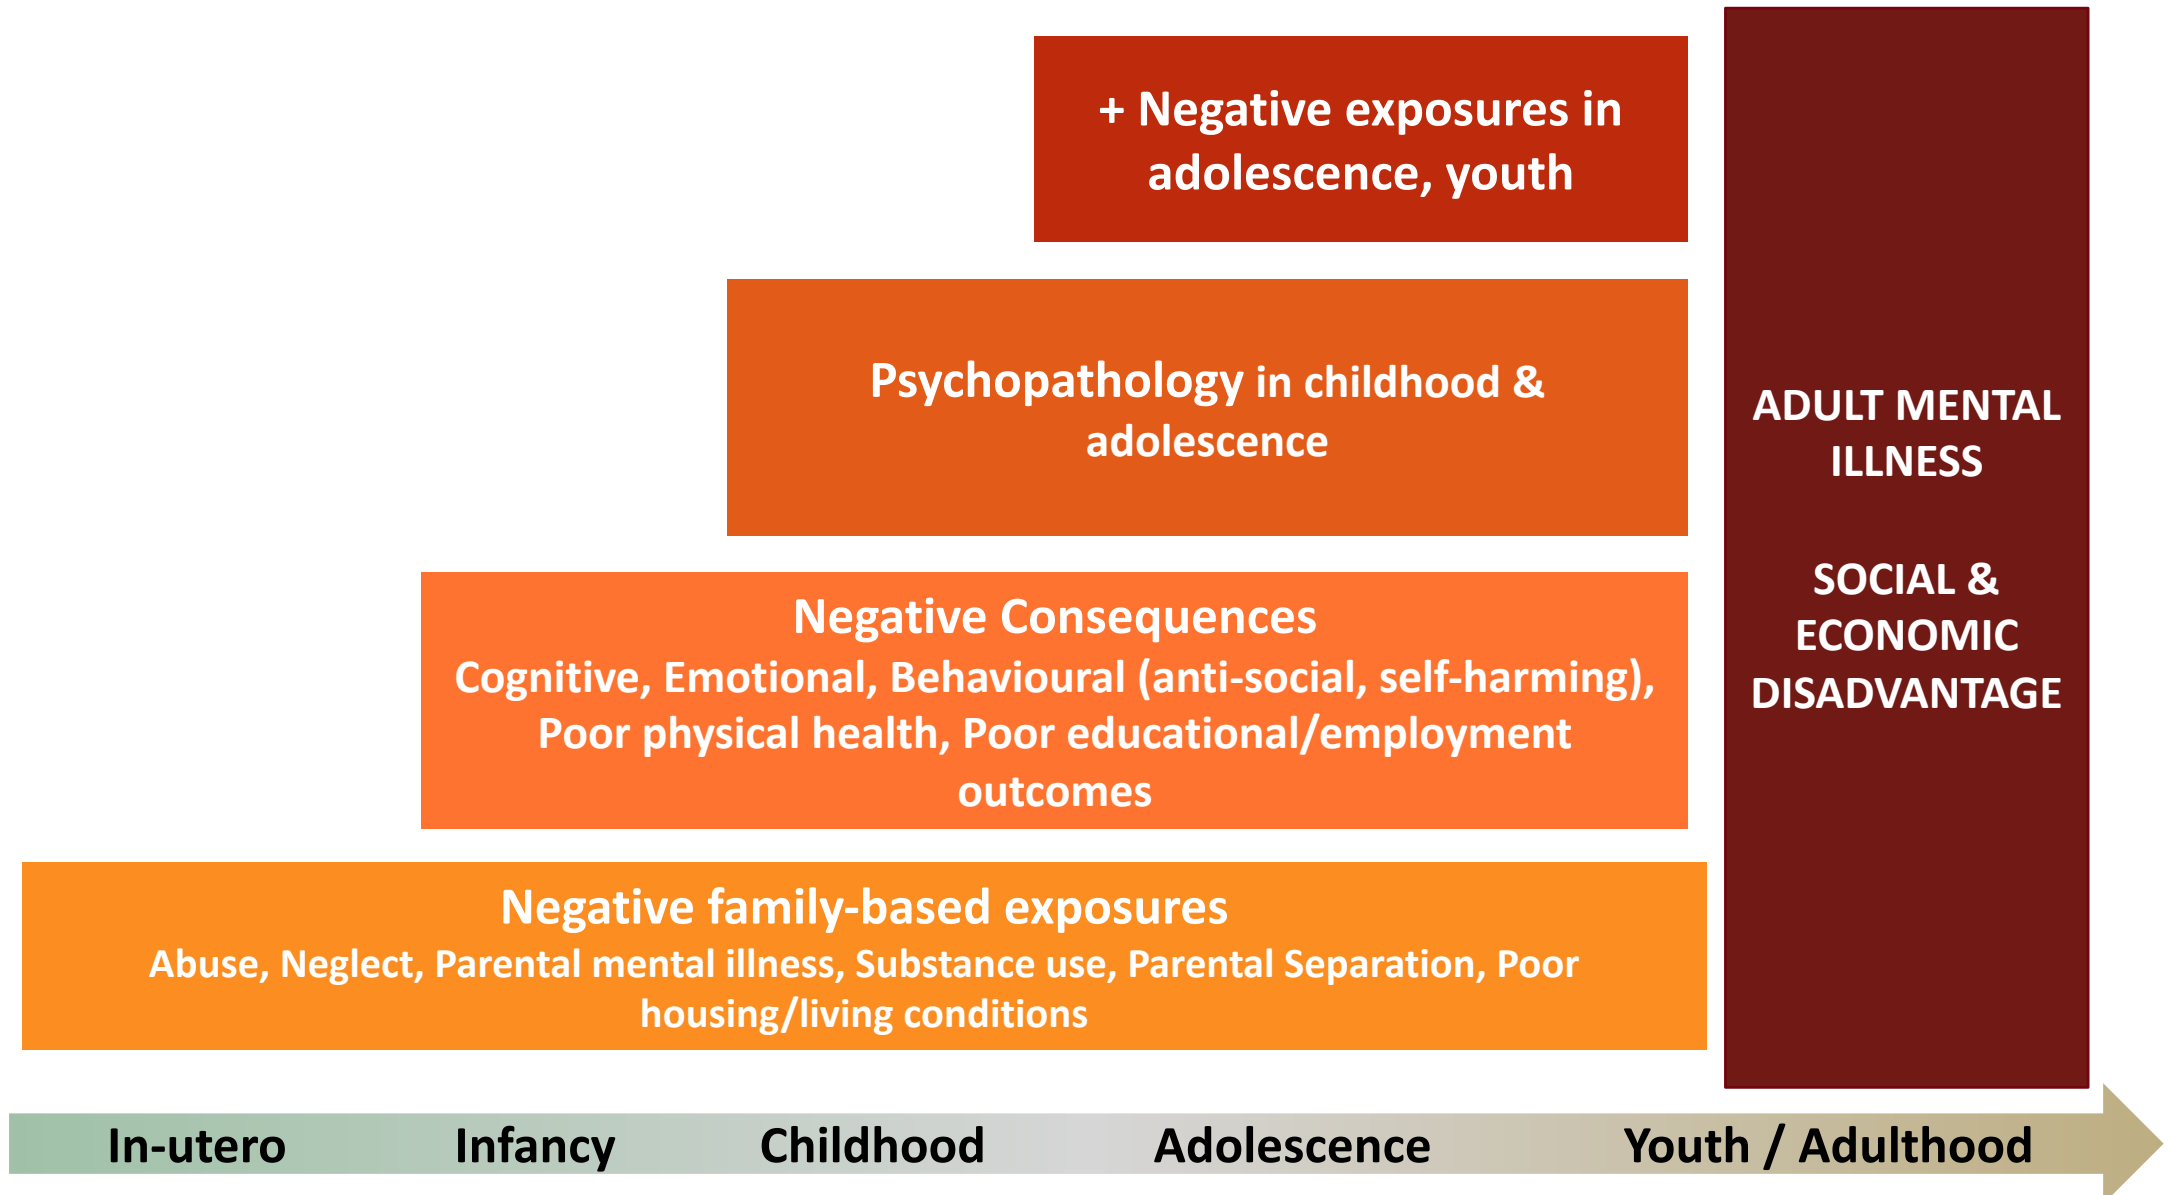 + Negative exposures in
adolescence, youth
Psychopathology in childhood &
adolescence
Negative Consequences
Cognitive, Emotional, Behavioural (anti-social, self-harming),
Poor physical health, Poor educational/employment
outcomes
Negative family-based exposures
Abuse, Neglect, Parental mental illness, Substance use, Parental Separation, Poor
housing/living conditions
ADULT MENTAL
ILLNESS
SOCIAL &
ECONOMIC
DISADVANTAGE
In-utero
Infancy
Childhood
Adolescence
Youth / Adulthood